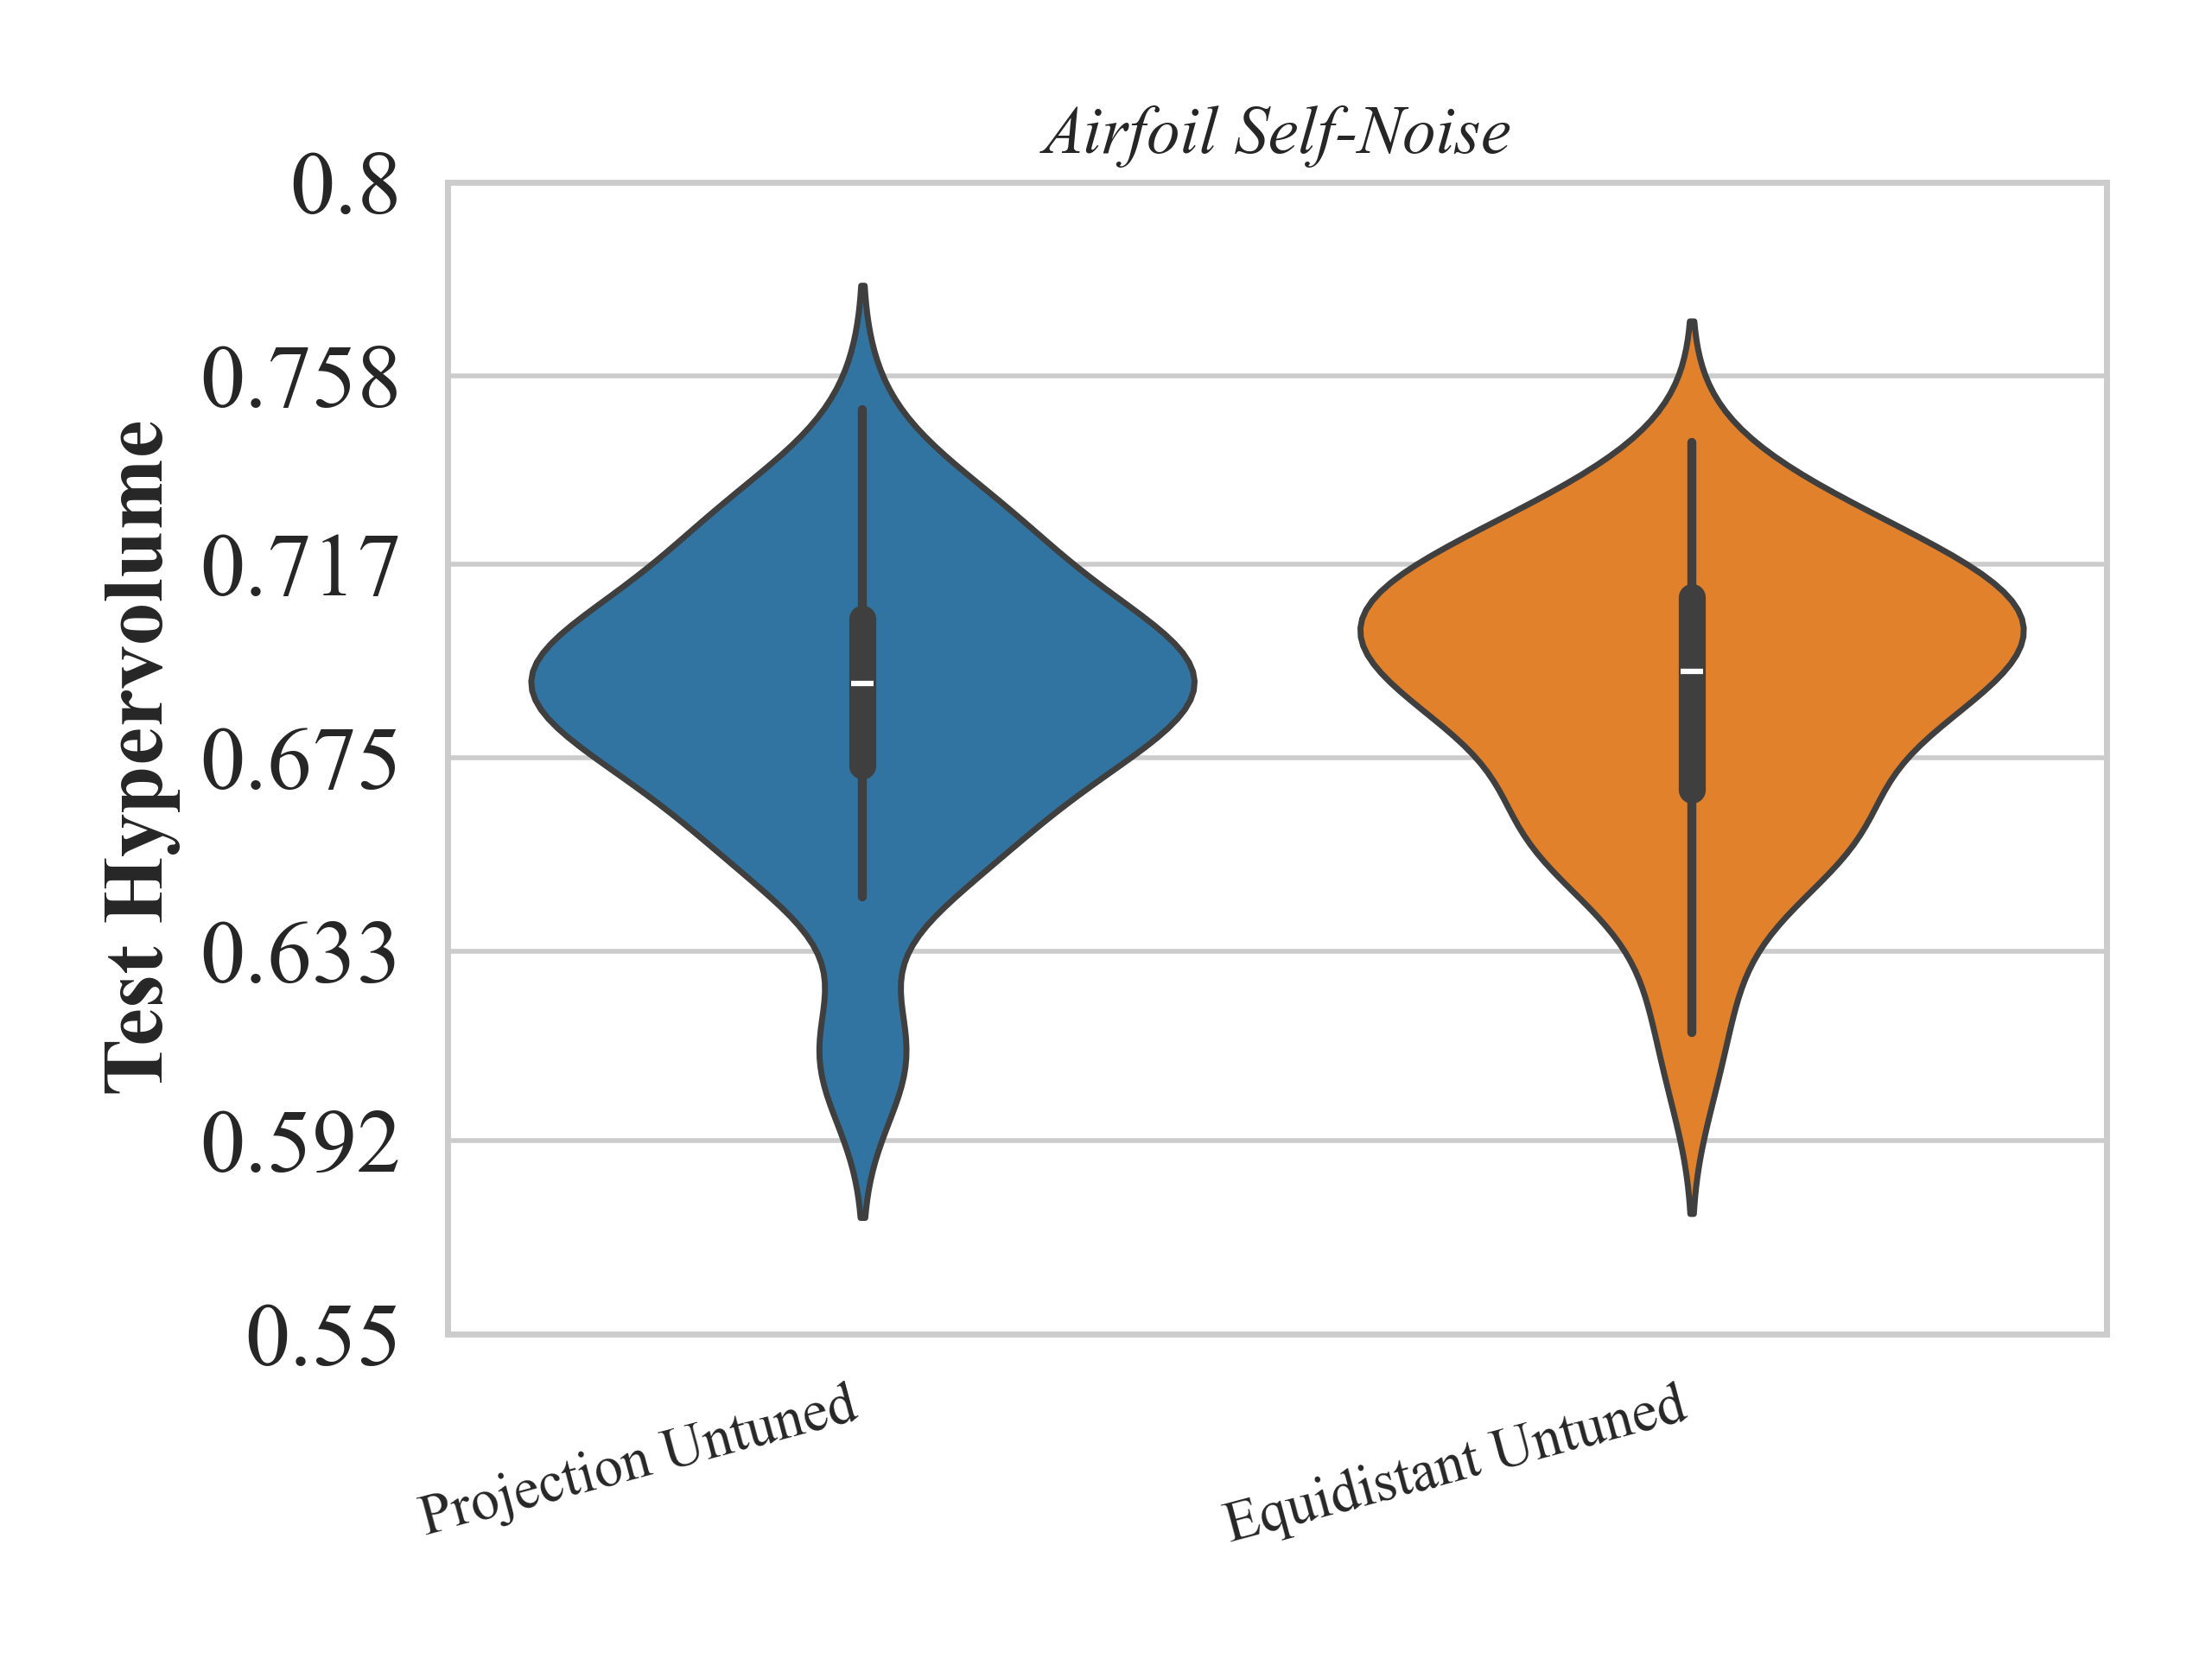 Airfoil Self-Noise
Test Hypervolume
0.8
0.758
0.717
0.675
0.633
0.592
0.55
Projection Untuned
Equidistant Untuned